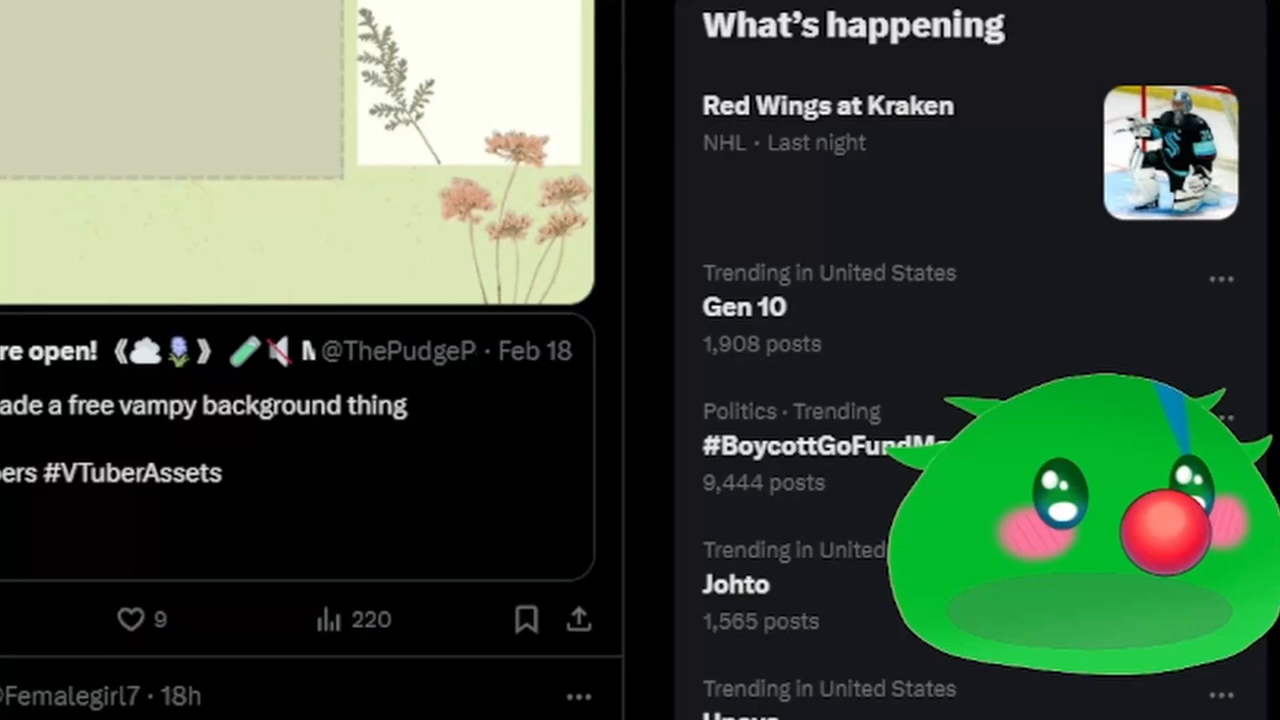 re open! 《☁️🪻》 🧪🔇 @ThePudgeP · Feb 18
ade a free vampy background thing
ers #VTuberAssets
9 220
@Femalegirl7 · 18h
What's happening
Red Wings at Kraken
NHL · Last night
Trending in United States
Gen 10
1,908 posts
Politics · Trending
#BoycottGoFundM
9,444 posts
Trending in United
Johto
1,565 posts
Trending in United States